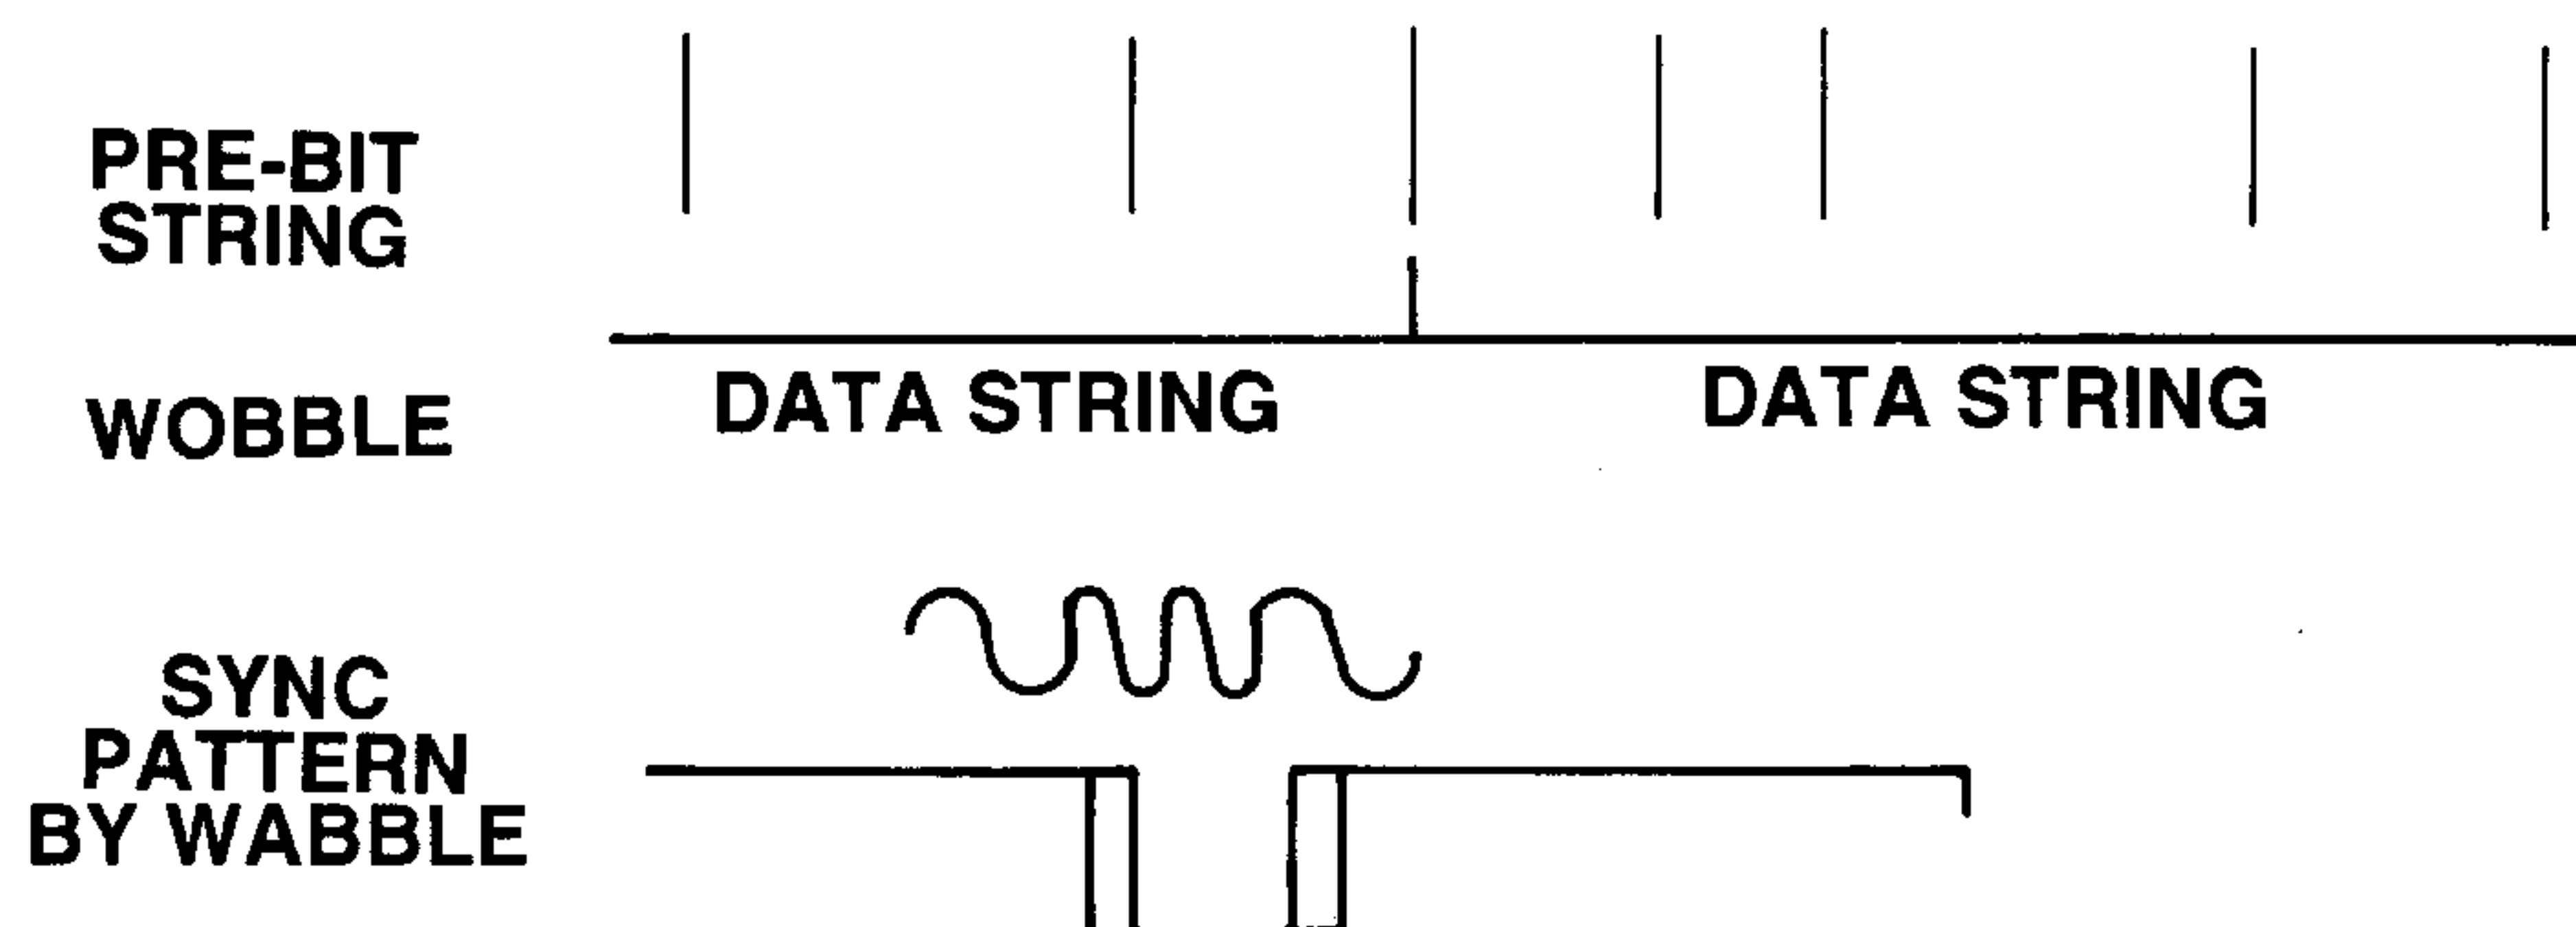 PRE-BIT
STRING
WOBBLE
DATA STRING
DATA STRING
SYNC
PATTERN
BY WABBLE